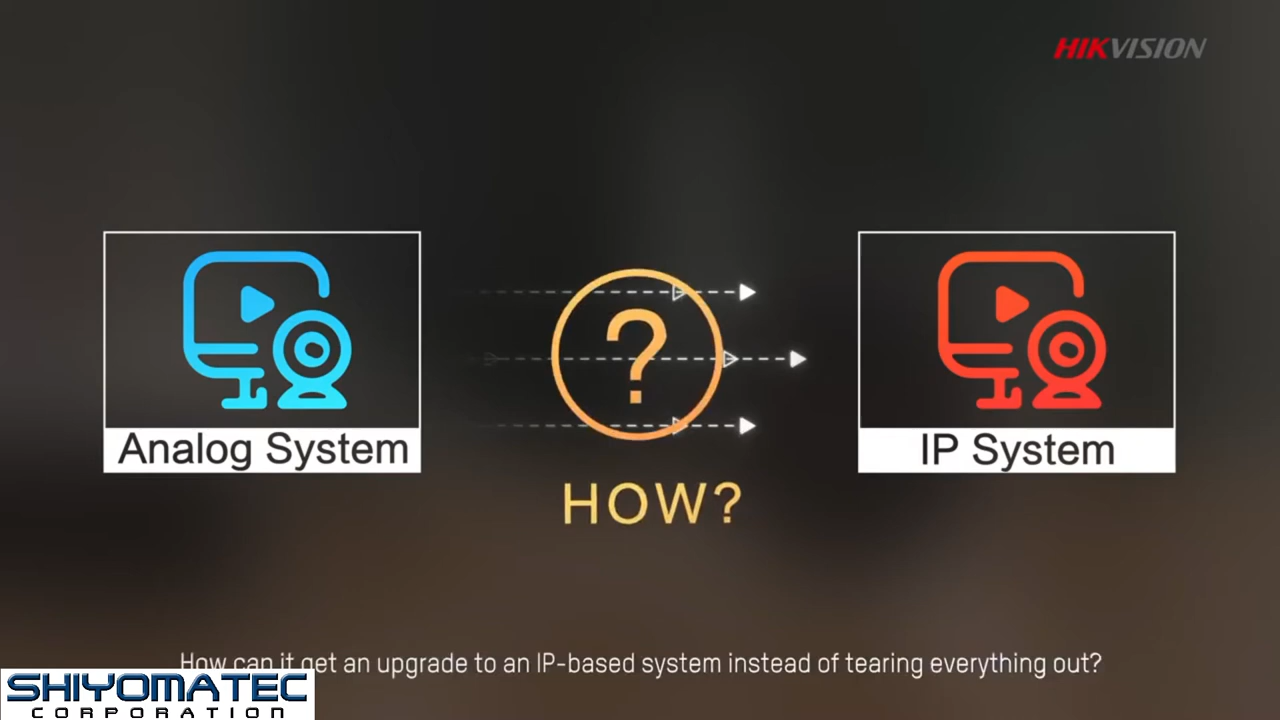 HIKVISION
?
Analog System
IP System
HOW?
How can it get an upgrade to an IP-based system instead of tearing everything out?
SHIYOMATEC
CORPORATION